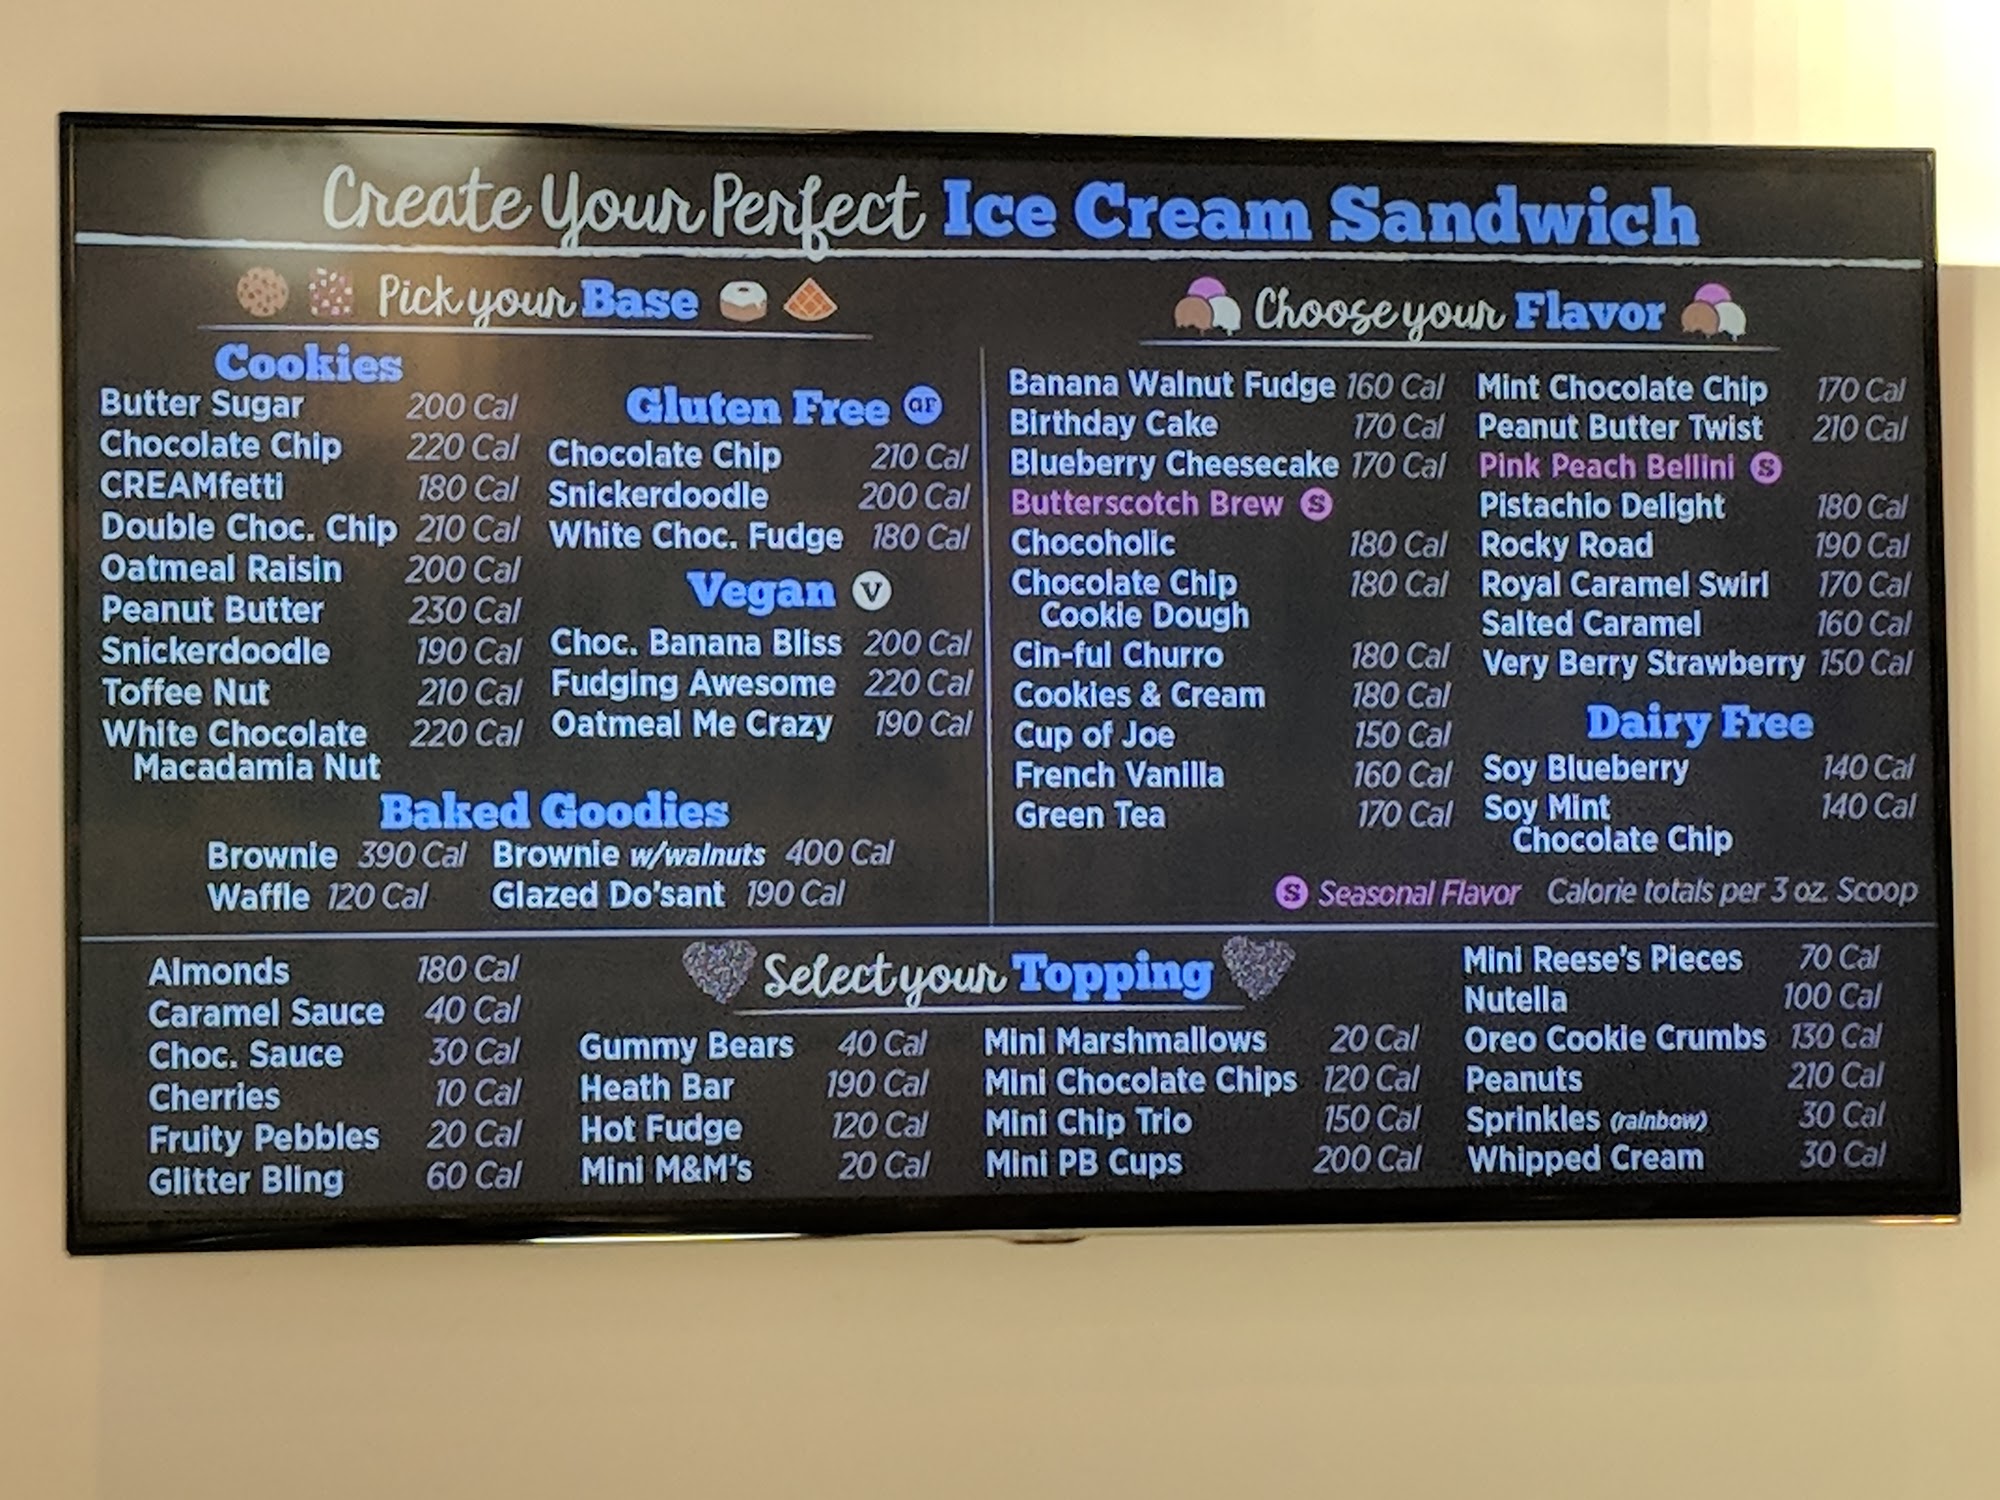 Create Your Perfect Ice Cream Sandwich
Pick your Base
Cookies
Butter Sugar 200 Cal
Chocolate Chip 220 Cal
CREAMfetti 180 Cal
Double Choc. Chip 210 Cal
Oatmeal Raisin 200 Cal
Peanut Butter 230 Cal
Snickerdoodle 190 Cal
Toffee Nut 210 Cal
White Chocolate 220 Cal
Macadamia Nut
Gluten Free GF
Chocolate Chip 210 Cal
Snickerdoodle 200 Cal
White Choc. Fudge 180 Cal
Vegan V
Choc. Banana Bliss 200 Cal
Fudging Awesome 220 Cal
Oatmeal Me Crazy 190 Cal
Baked Goodies
Brownie 390 Cal Brownie w/walnuts 400 Cal
Waffle 120 Cal Glazed Do'sant 190 Cal
Choose your Flavor
Banana Walnut Fudge 160 Cal
Birthday Cake 170 Cal
Blueberry Cheesecake 170 Cal
Butterscotch Brew S
Chocoholic 180 Cal
Chocolate Chip 180 Cal
Cookie Dough
Cin-ful Churro 180 Cal
Cookies & Cream 180 Cal
Cup of Joe 150 Cal
French Vanilla 160 Cal
Green Tea 170 Cal
Mint Chocolate Chip 170 Cal
Peanut Butter Twist 210 Cal
Pink Peach Bellini S
Pistachio Delight 180 Cal
Rocky Road 190 Cal
Royal Caramel Swirl 170 Cal
Salted Caramel 160 Cal
Very Berry Strawberry 150 Cal
Dairy Free
Soy Blueberry 140 Cal
Soy Mint 140 Cal
Chocolate Chip
S Seasonal Flavor Calorie totals per 3 oz. Scoop
Select your Topping
Almonds 180 Cal
Caramel Sauce 40 Cal
Choc. Sauce 30 Cal
Cherries 10 Cal
Fruity Pebbles 20 Cal
Glitter Bling 60 Cal
Gummy Bears 40 Cal
Heath Bar 190 Cal
Hot Fudge 120 Cal
Mini M&M's 20 Cal
Mini Marshmallows 20 Cal
Mini Chocolate Chips 120 Cal
Mini Chip Trio 150 Cal
Mini PB Cups 200 Cal
Mini Reese's Pieces 70 Cal
Nutella 100 Cal
Oreo Cookie Crumbs 130 Cal
Peanuts 210 Cal
Sprinkles (rainbow) 30 Cal
Whipped Cream 30 Cal